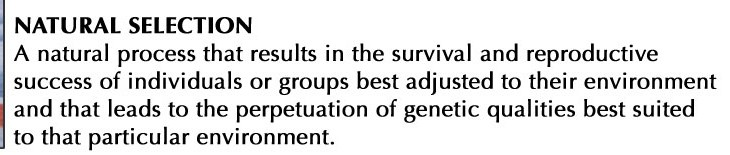 NATURAL SELECTION
A natural process that results in the survival and reproductive
success of individuals or groups best adjusted to their environment
and that leads to the perpetuation of genetic qualities best suited
to that particular environment.